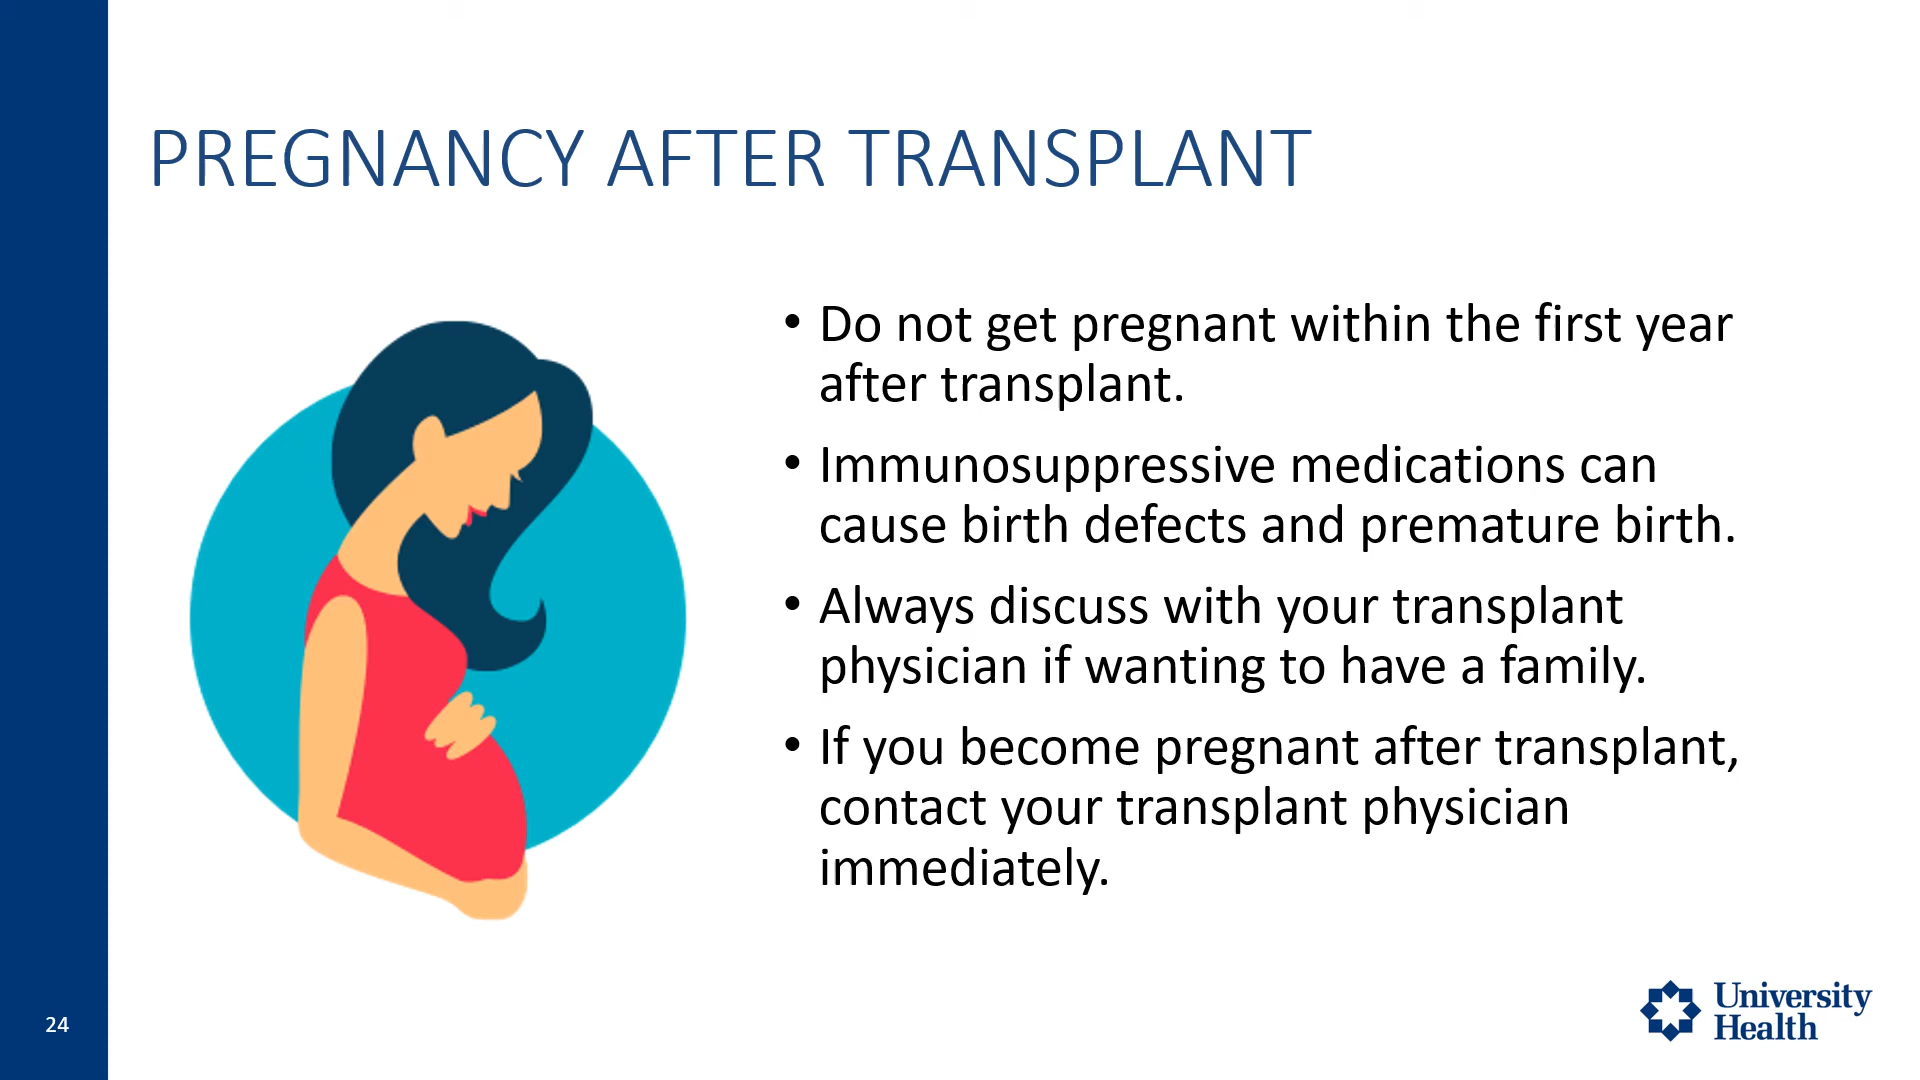 PREGNANCY AFTER TRANSPLANT
• Do not get pregnant within the first year
after transplant.
• Immunosuppressive medications can
cause birth defects and premature birth.
• Always discuss with your transplant
physician if wanting to have a family.
• If you become pregnant after transplant,
contact your transplant physician
immediately.
24
University
Health